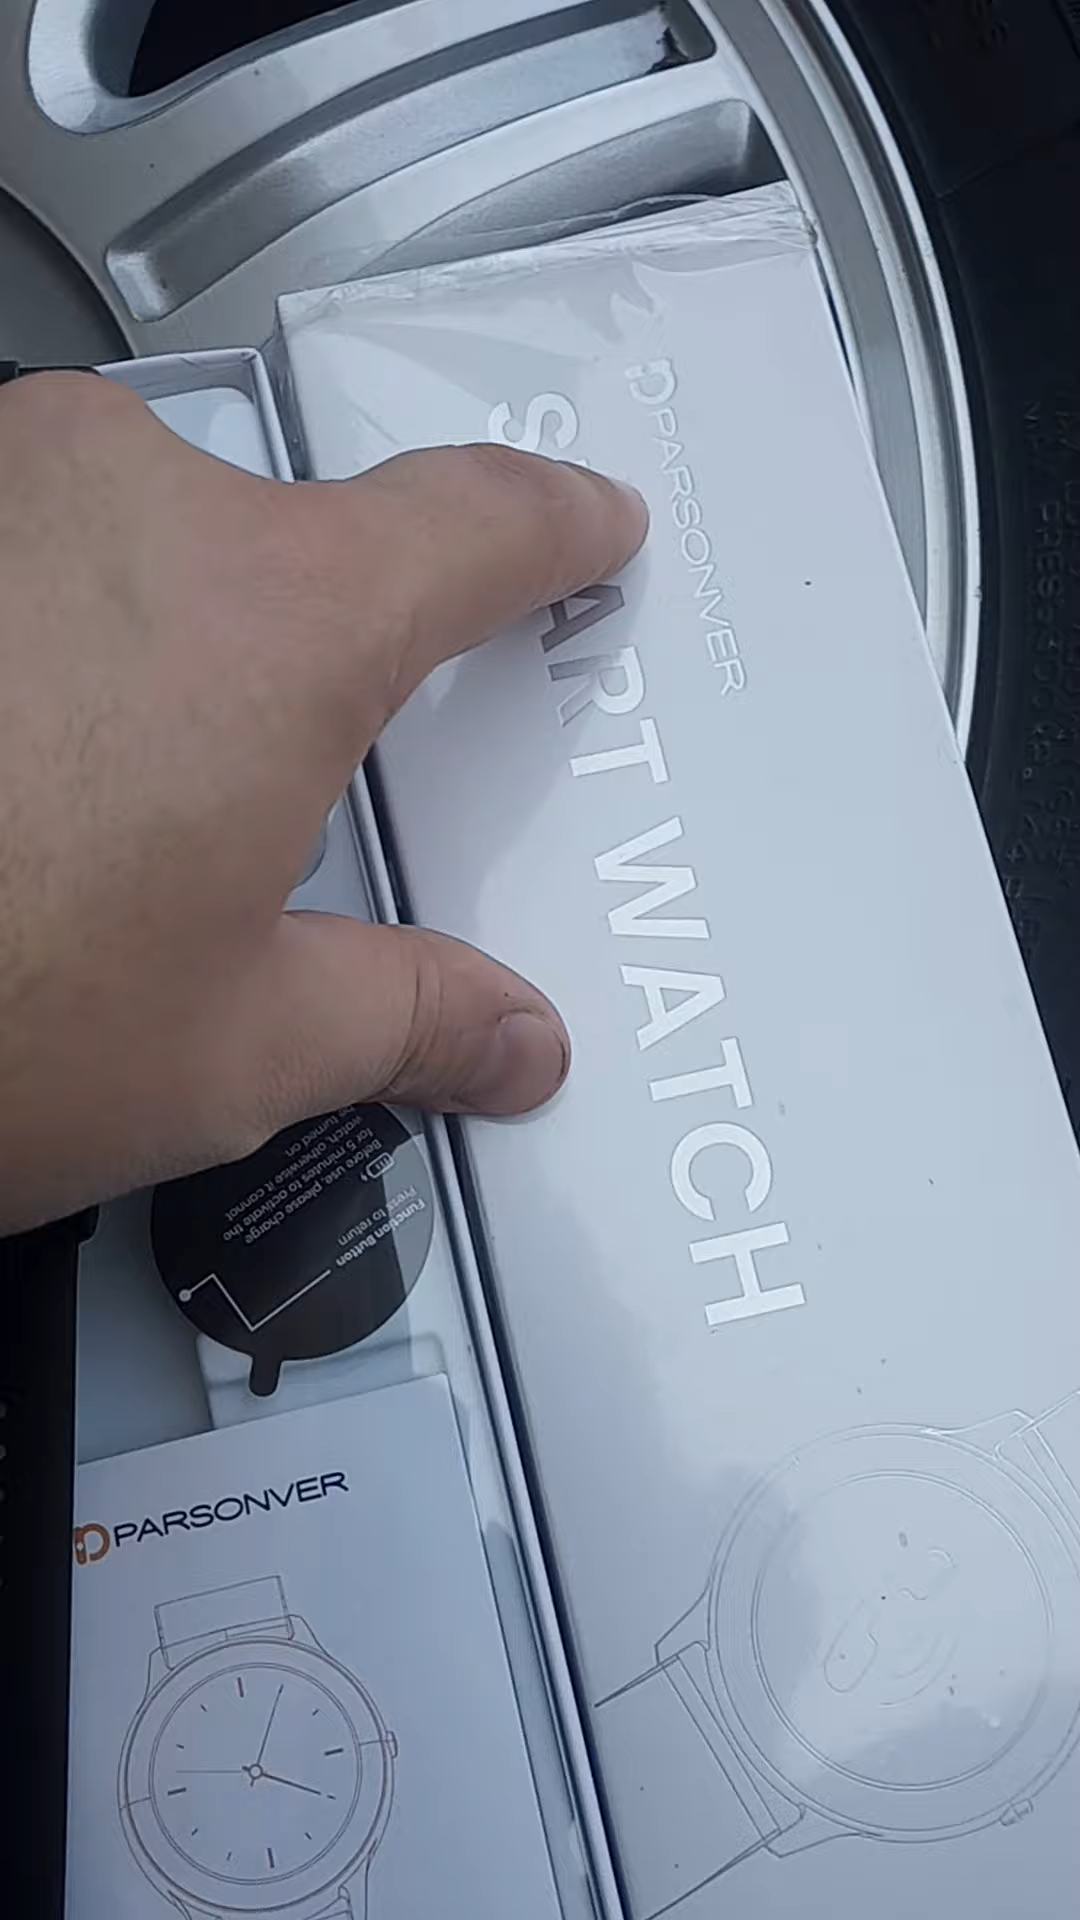 PARSONVER
SMART WATCH
Function Button
Press to return
Before use, please charge
for 5 minutes to activate the
watch, otherwise it cannot
be turned on
PARSONVER